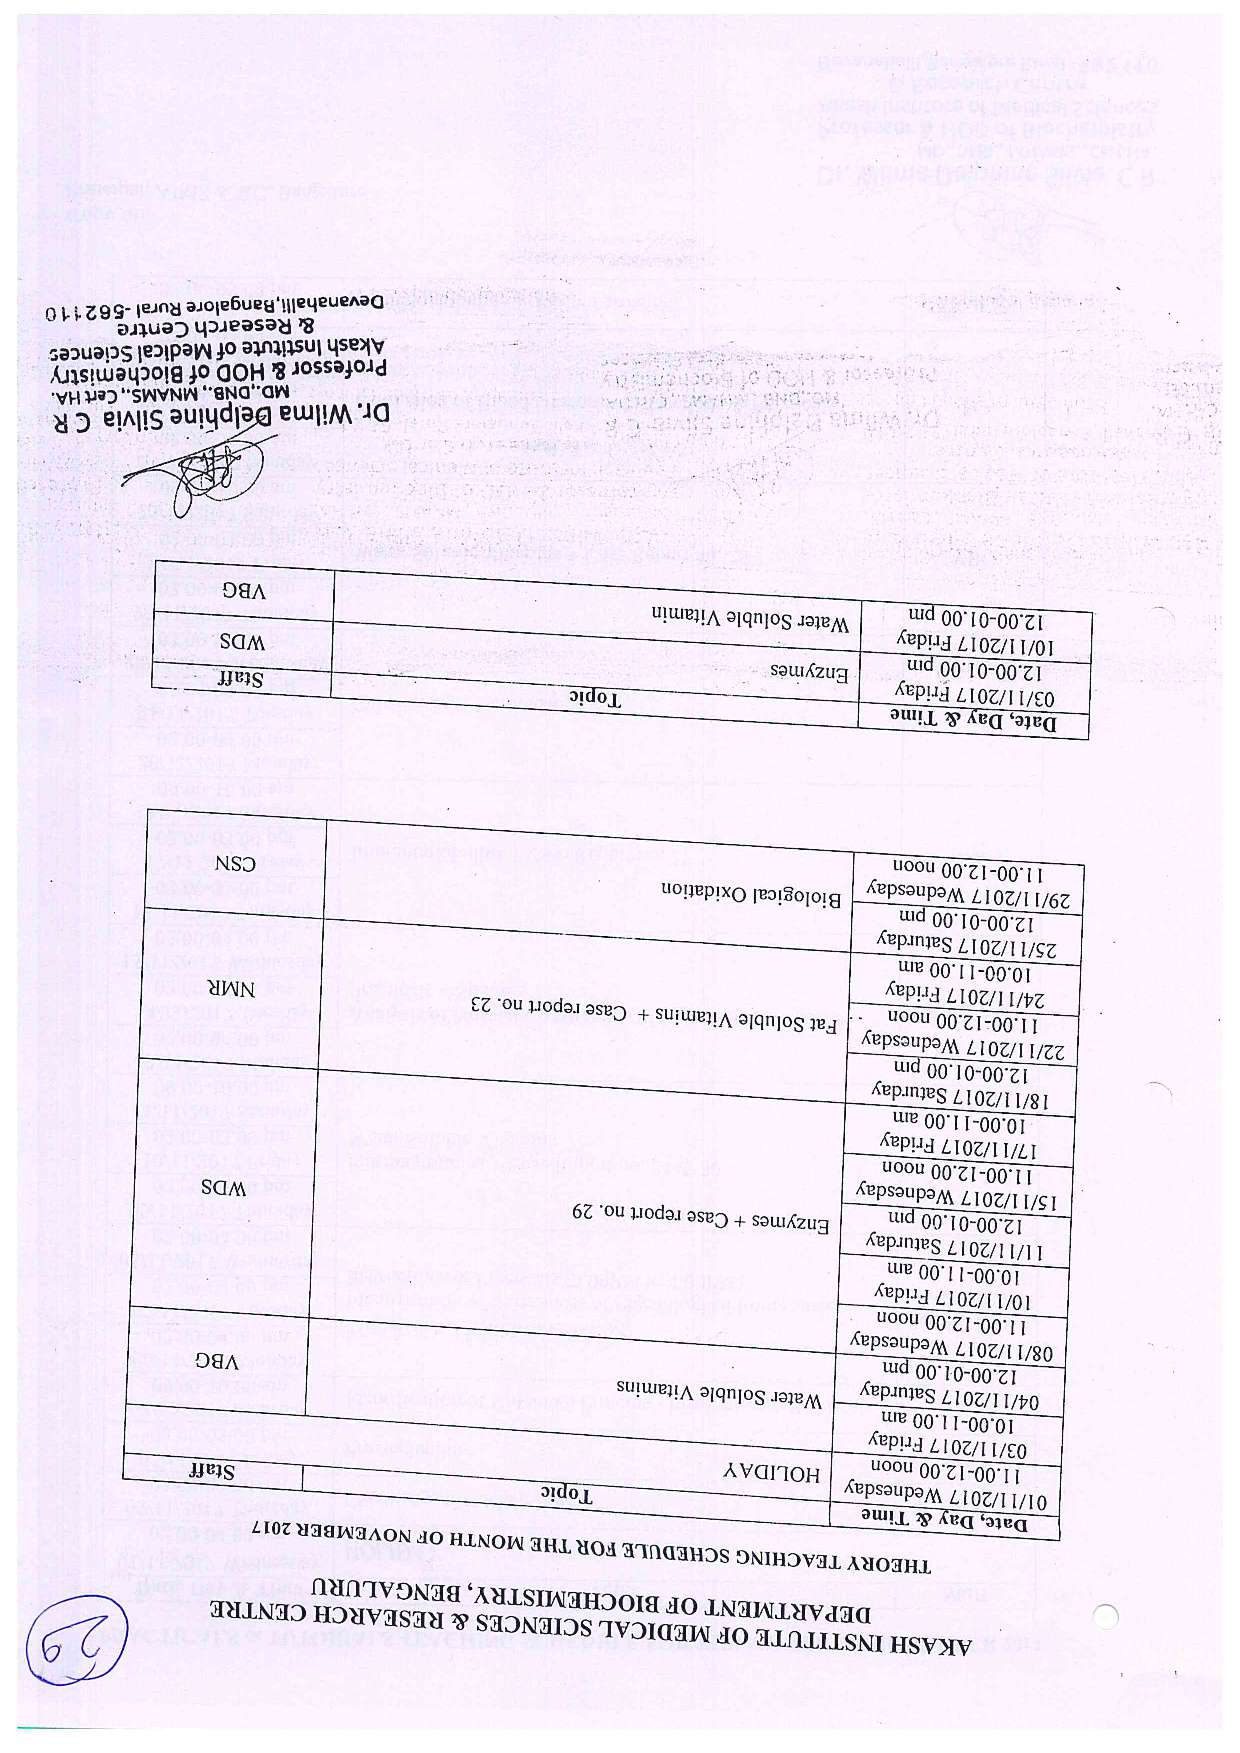 29
AKASH INSTITUTE OF MEDICAL SCIENCES & RESEARCH CENTRE
DEPARTMENT OF BIOCHEMISTRY, BENGALURU
THEORY TEACHING SCHEDULE FOR THE MONTH OF NOVEMBER 2017
Date, Day & Time Topic Staff
01/11/2017 Wednesday
11.00-12.00 noon
HOLIDAY
03/11/2017 Friday
10.00-11.00 am
04/11/2017 Saturday
12.00-01.00 pm
Water Soluble Vitamins VBG
08/11/2017 Wednesday
11.00-12.00 noon
10/11/2017 Friday
10.00-11.00 am
11/11/2017 Saturday
12.00-01.00 pm
15/11/2017 Wednesday
11.00-12.00 noon
17/11/2017 Friday
10.00-11.00 am
Enzymes + Case report no. 29 WDS
18/11/2017 Saturday
12.00-01.00 pm
22/11/2017 Wednesday
11.00-12.00 noon
24/11/2017 Friday
10.00-11.00 am
Fat Soluble Vitamins + Case report no. 23 NMR
25/11/2017 Saturday
12.00-01.00 pm
29/11/2017 Wednesday
11.00-12.00 noon
Biological Oxidation CSN
Date, Day & Time Topic Staff
03/11/2017 Friday
12.00-01.00 pm
Enzymes WDS
10/11/2017 Friday
12.00-01.00 pm
Water Soluble Vitamin VBG
Dr. Wilma Delphine Silvia C R
MD.,DNB., MNAMS., Cert HA.
Professor & HOD of Biochemistry
Akash Institute of Medical Sciences
& Research Centre
Devanahalli,Bangalore Rural -562110